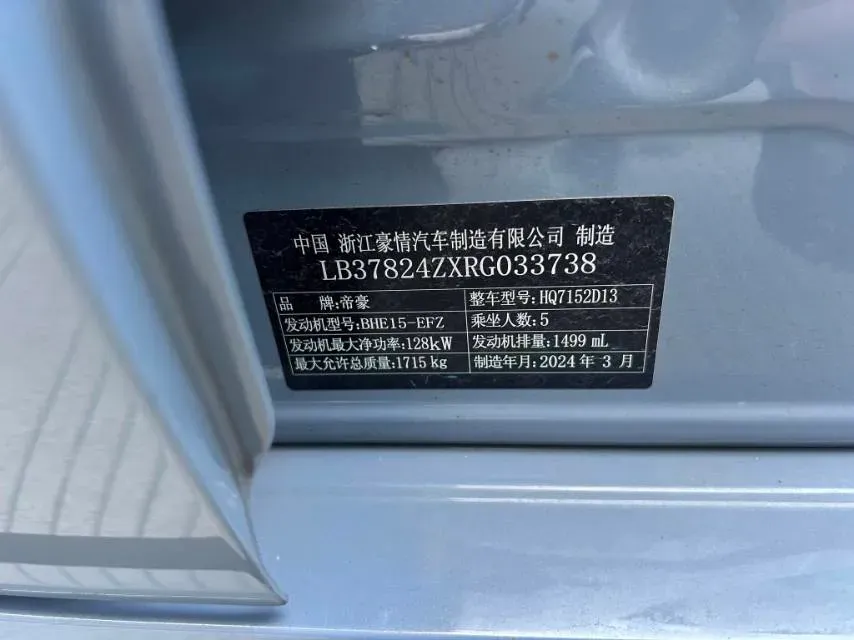 中国 浙江豪情汽车制造有限公司 制造
LB37824ZXRG033738
品 牌:帝豪 整车型号:HQ7152D13
发动机型号:BHE15-EFZ 乘坐人数:5
发动机最大净功率:128kW 发动机排量:1499 mL
最大允许总质量:1715 kg 制造年月:2024 年 3 月